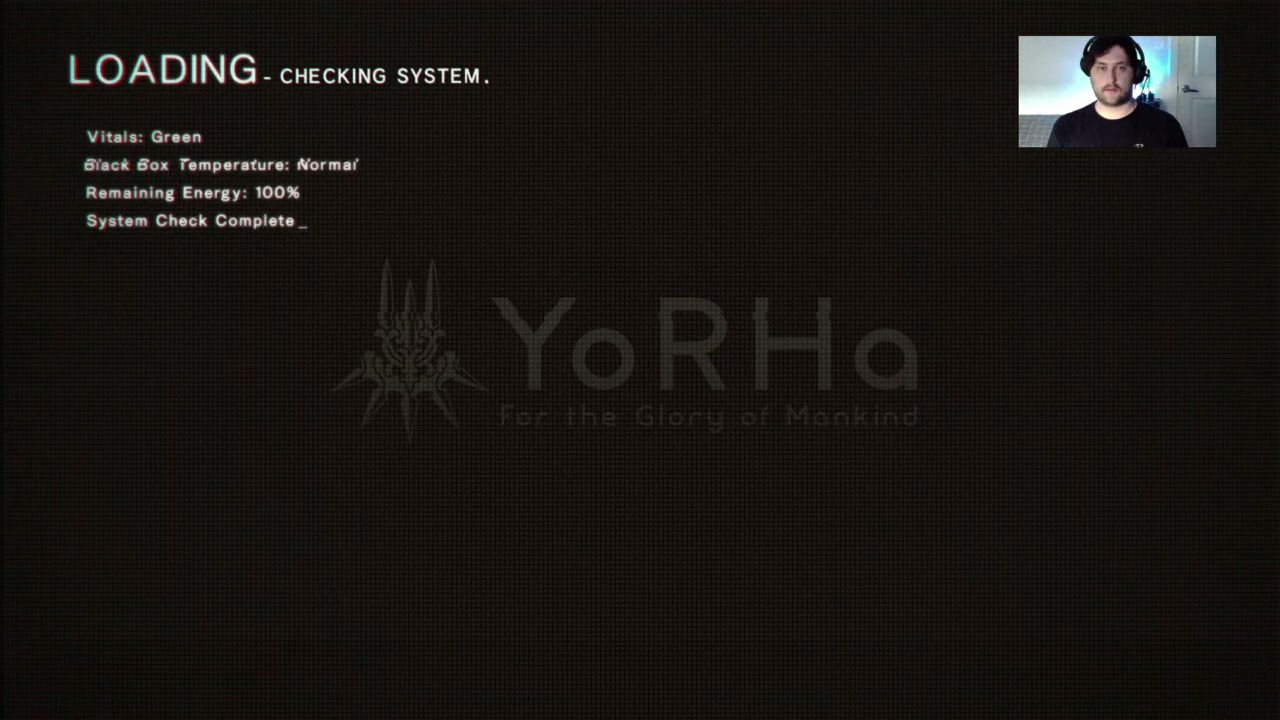 LOADING - CHECKING SYSTEM.
Vitals: Green
Black Box Temperature: Normal
Remaining Energy: 100%
System Check Complete _
YoRHa
For the Glory of Mankind